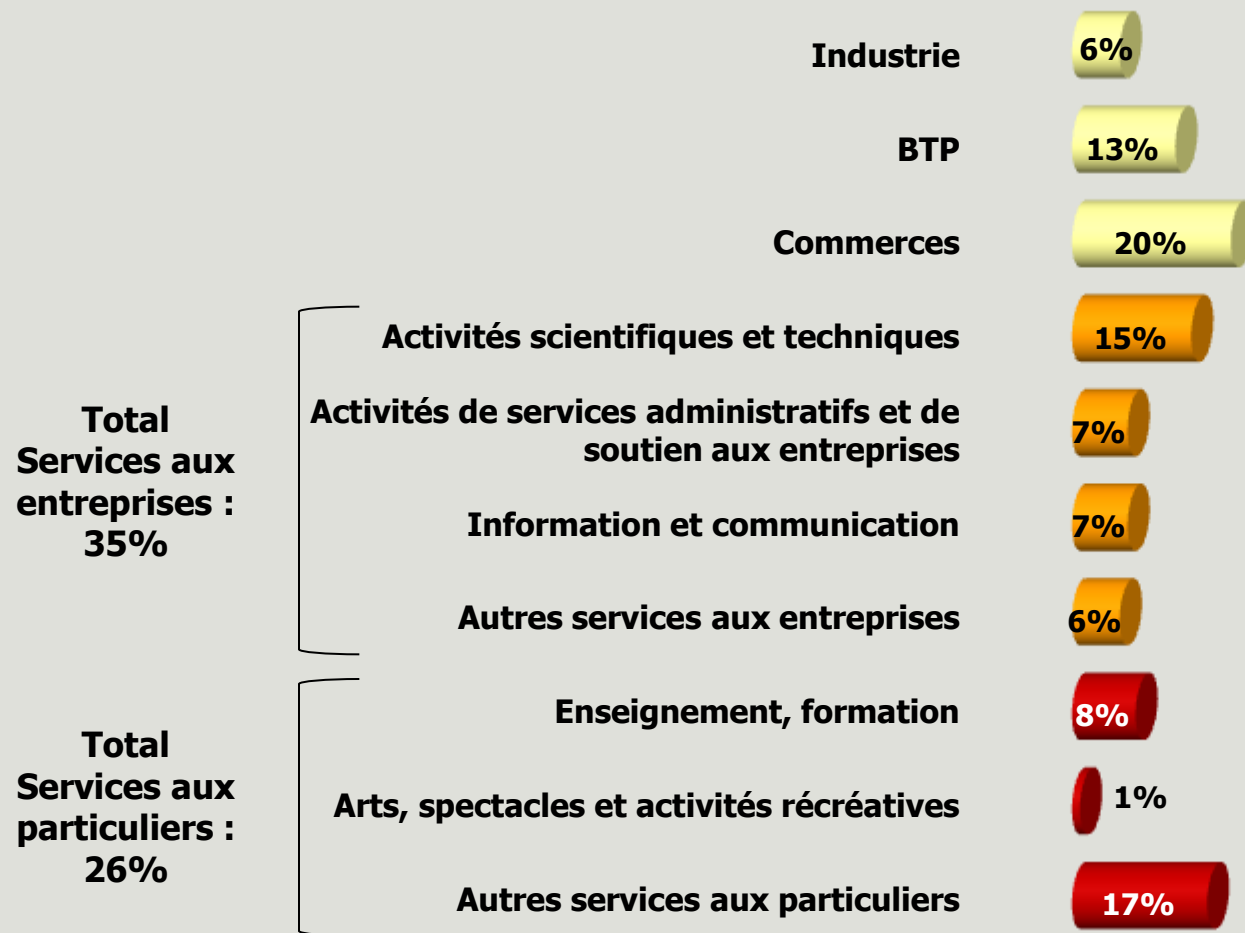 Industrie 6%
BTP 13%
Commerces 20%
Total
Services aux
entreprises :
35%
Activités scientifiques et techniques 15%
Activités de services administratifs et de
soutien aux entreprises 7%
Information et communication 7%
Autres services aux entreprises 6%
Total
Services aux
particuliers :
26%
Enseignement, formation 8%
Arts, spectacles et activités récréatives 1%
Autres services aux particuliers 17%